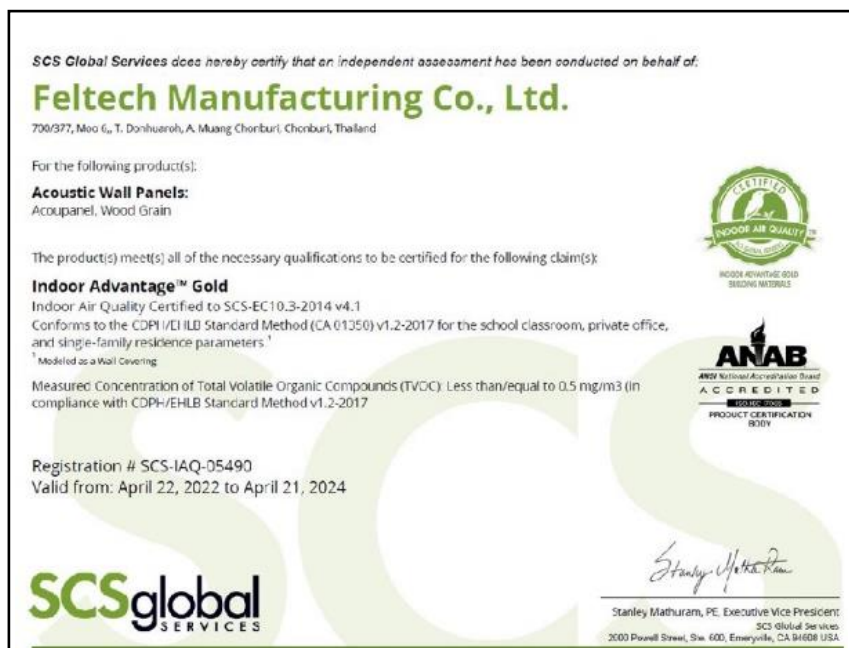 SCS Global Services does hereby certify that an independent assessment has been conducted on behalf of:
Feltech Manufacturing Co., Ltd.
700/377, Moo 6,, T. Donhuaroh, A. Muang Chonburi, Chonburi, Thailand
For the following product(s):
Acoustic Wall Panels:
Acoupanel, Wood Grain
The product(s) meet(s) all of the necessary qualifications to be certified for the following claim(s):
Indoor Advantage™ Gold
Indoor Air Quality Certified to SCS-EC10.3-2014 v4.1
Conforms to the CDPH/EHLB Standard Method (CA 01350) v1.2-2017 for the school classroom, private office,
and single-family residence parameters.¹
¹ Modeled as a Wall Covering
Measured Concentration of Total Volatile Organic Compounds (TVOC): Less than/equal to 0.5 mg/m3 (in
compliance with CDPH/EHLB Standard Method v1.2-2017
Registration # SCS-IAQ-05490
Valid from: April 22, 2022 to April 21, 2024
CERTIFIED
INDOOR AIR QUALITY
SCS GLOBAL SERVICES
INDOOR ADVANTAGE GOLD
BUILDING MATERIALS
ANAB
ANSI National Accreditation Board
ACCREDITED
ISO/IEC 17065
PRODUCT CERTIFICATION
BODY
SCS
SCSglobal
SERVICES
Stanley Mathuram, PE, Executive Vice President
SCS Global Services
2000 Powell Street, Ste. 600, Emeryville, CA 94608 USA